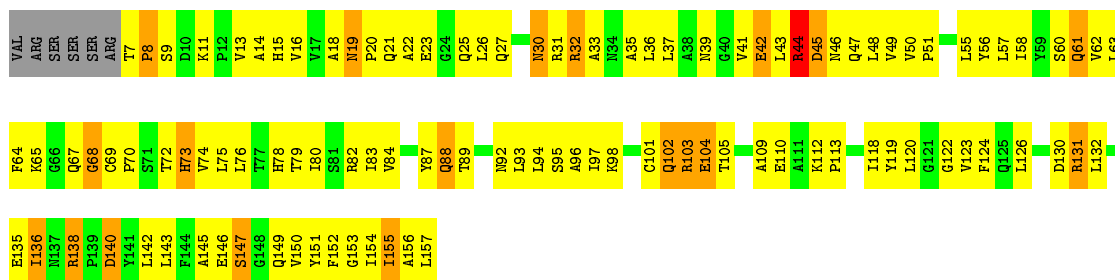 VAL ARG SER SER SER ARG T7 P8 S9 D10 K11 P12 V13 A14 H15 V16 V17 A18 N19 P20 Q21 A22 E23 G24 Q25 L26 Q27 N30 R31 R32 A33 N34 A35 L36 L37 A38 N39 G40 V41 E42 L43 R44 D45 N46 Q47 L48 V49 V50 P51 L55 Y56 L57 I58 Y59 S60 Q61 V62 L63
F64 K65 G66 Q67 G68 C69 P70 S71 T72 H73 V74 L75 L76 T77 H78 T79 I80 S81 R82 I83 V84 Y87 Q88 T89 N92 L93 L94 S95 A96 I97 K98 C101 Q102 R103 E104 T105 A109 E110 A111 K112 P113 I118 Y119 L120 G121 G122 V123 F124 Q125 L126 D130 R131 L132
E135 I136 N137 R138 P139 D140 Y141 L142 L143 F144 A145 E146 S147 G148 Q149 V150 Y151 F152 G153 I154 I155 A156 L157